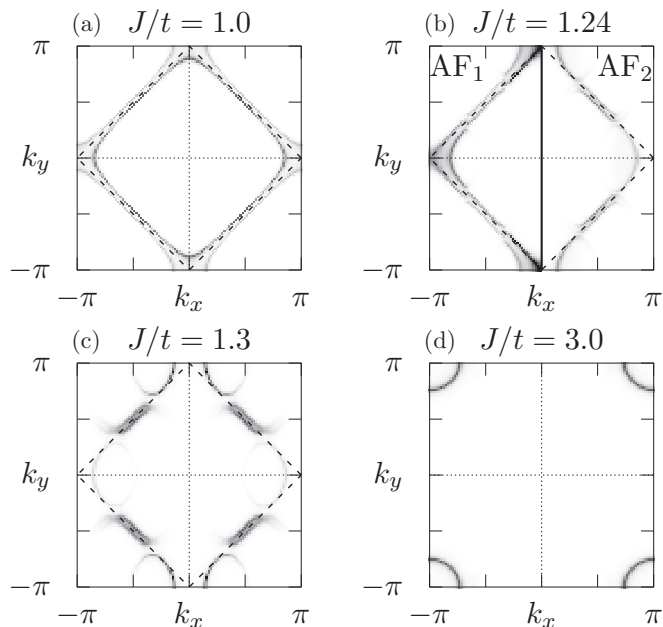 (a) J/t = 1.0
(b) J/t = 1.24
π
π
AF₁ AF₂
k_y
k_y
−π
−π
−π k_x π
−π k_x π
(c) J/t = 1.3
(d) J/t = 3.0
π
π
k_y
k_y
−π
−π
−π k_x π
−π k_x π